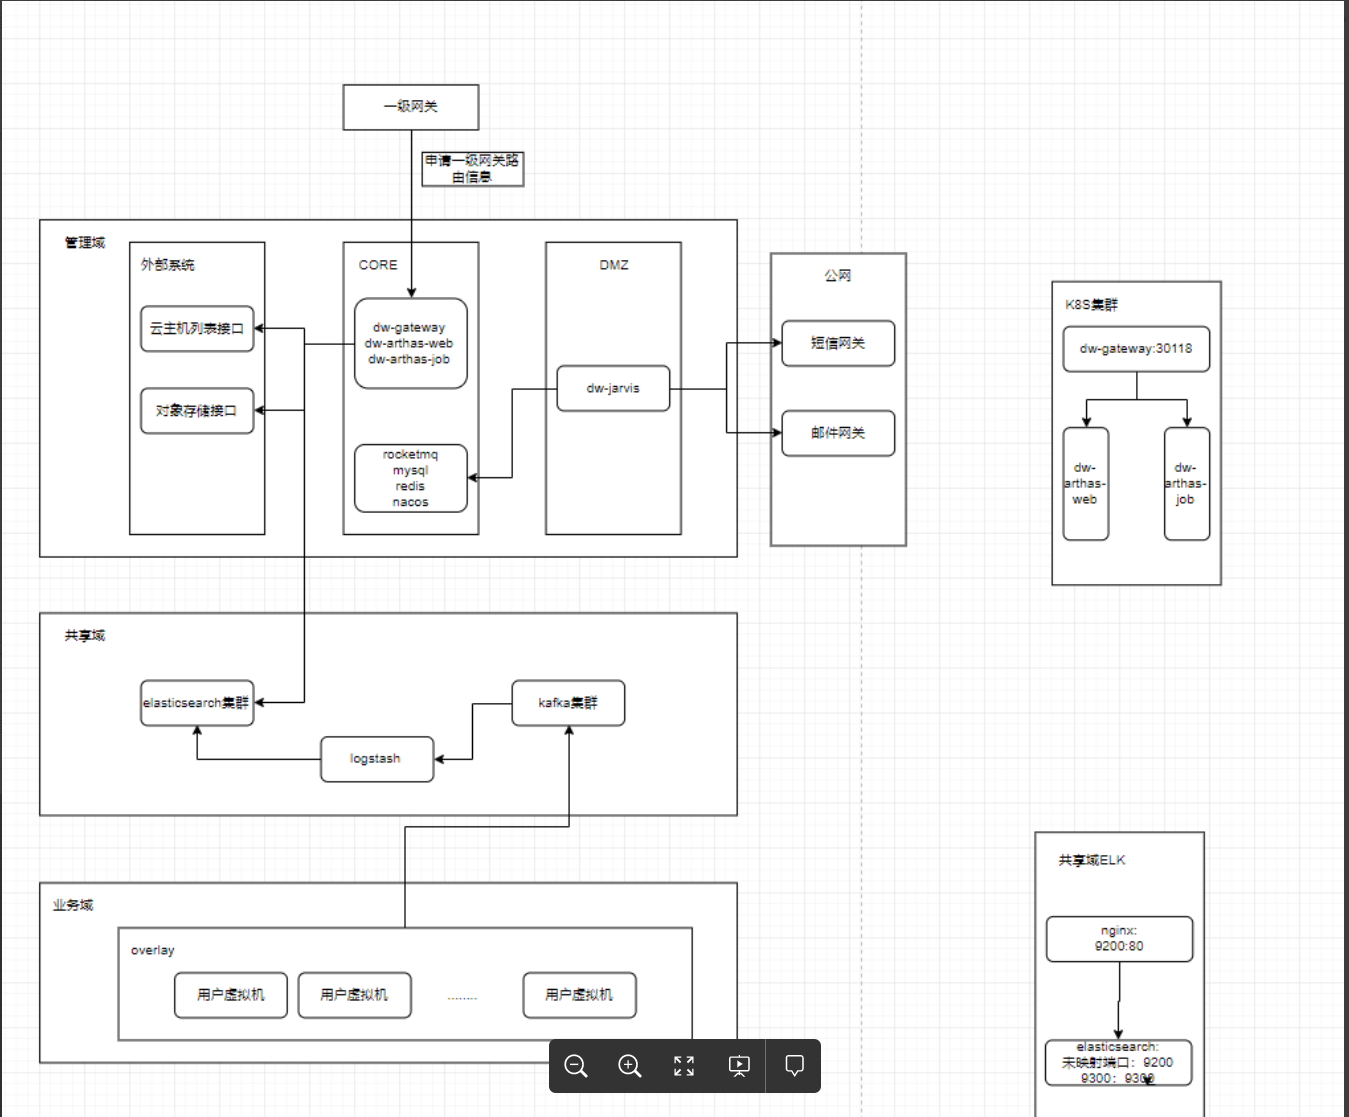 一级网关
申请一级网关路
由信息
管理域
外部系统
云主机列表接口
对象存储接口
CORE
dw-gateway
dw-arthas-web
dw-arthas-job
rocketmq
mysql
redis
nacos
DMZ
dw-jarvis
公网
短信网关
邮件网关
K8S集群
dw-gateway:30118
dw-
arthas-
web
dw-
arthas-
job
共享域
elasticsearch集群
logstash
kafka集群
业务域
overlay
用户虚拟机
用户虚拟机
........
用户虚拟机
共享域ELK
nginx:
9200:80
elasticsearch:
未映射端口：9200
9300：9300